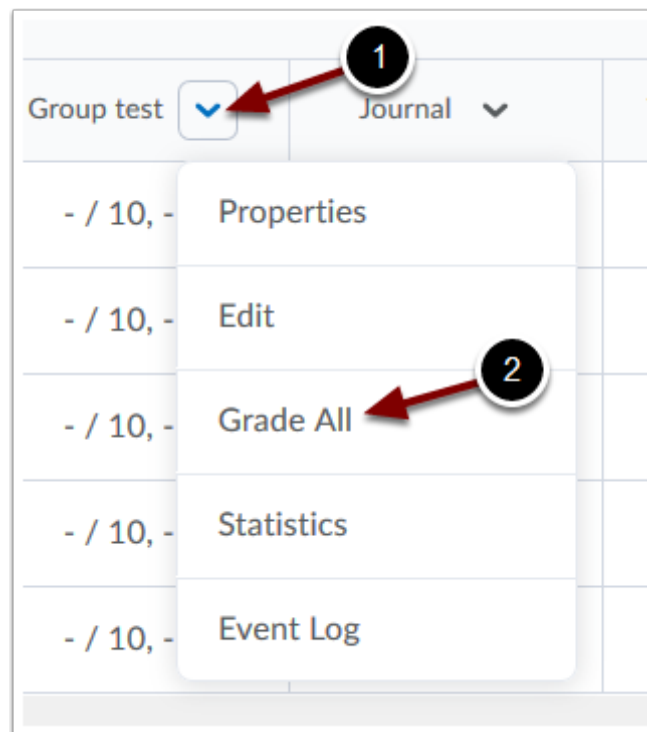 1
Group test Journal
- / 10, - Properties
- / 10, - Edit
2
- / 10, - Grade All
- / 10, - Statistics
- / 10, - Event Log